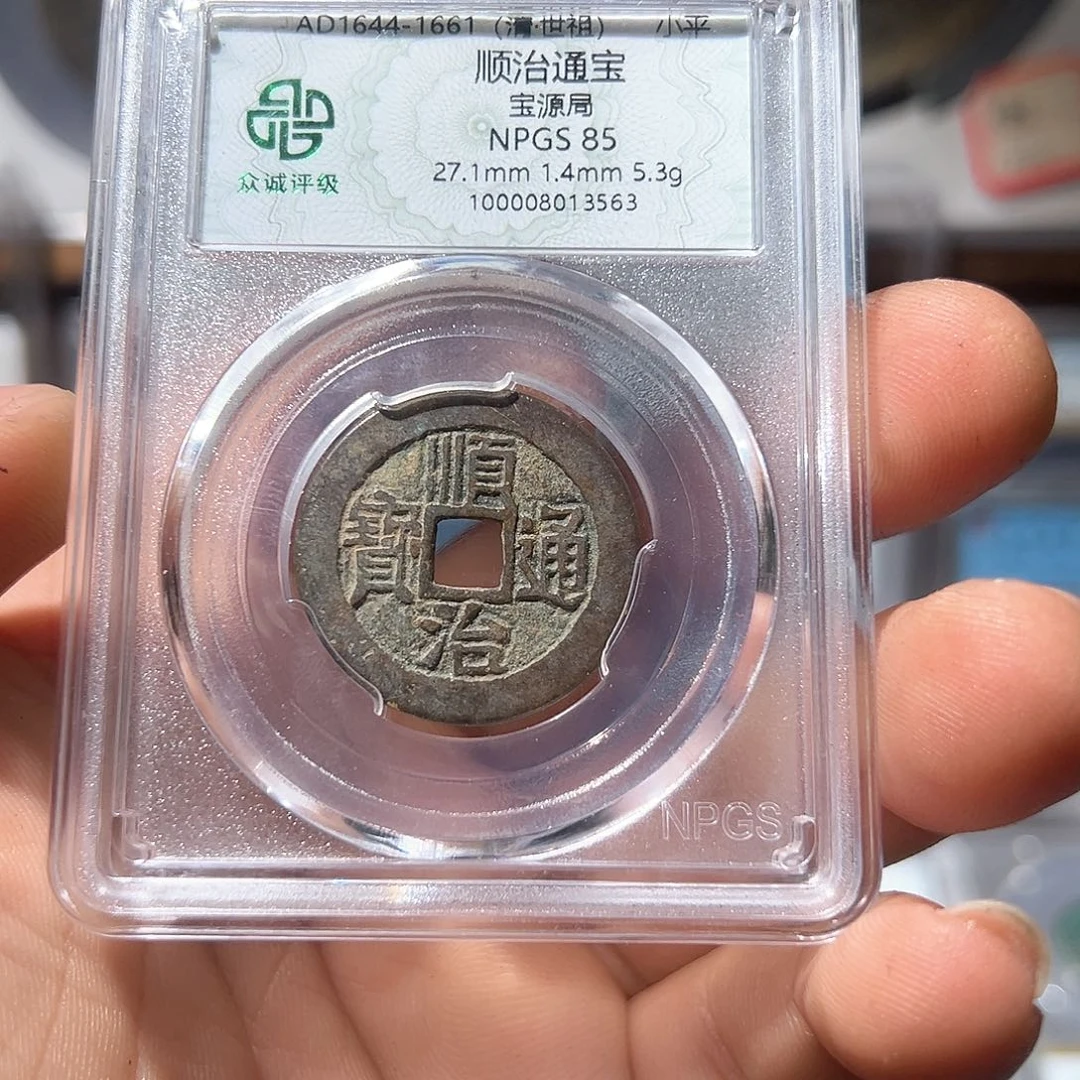 AD1644-1661 (清·世祖) 小平
顺治通宝
宝源局
NPGS 85
27.1mm 1.4mm 5.3g
100008013563
众诚评级
順治通寶
NPGS